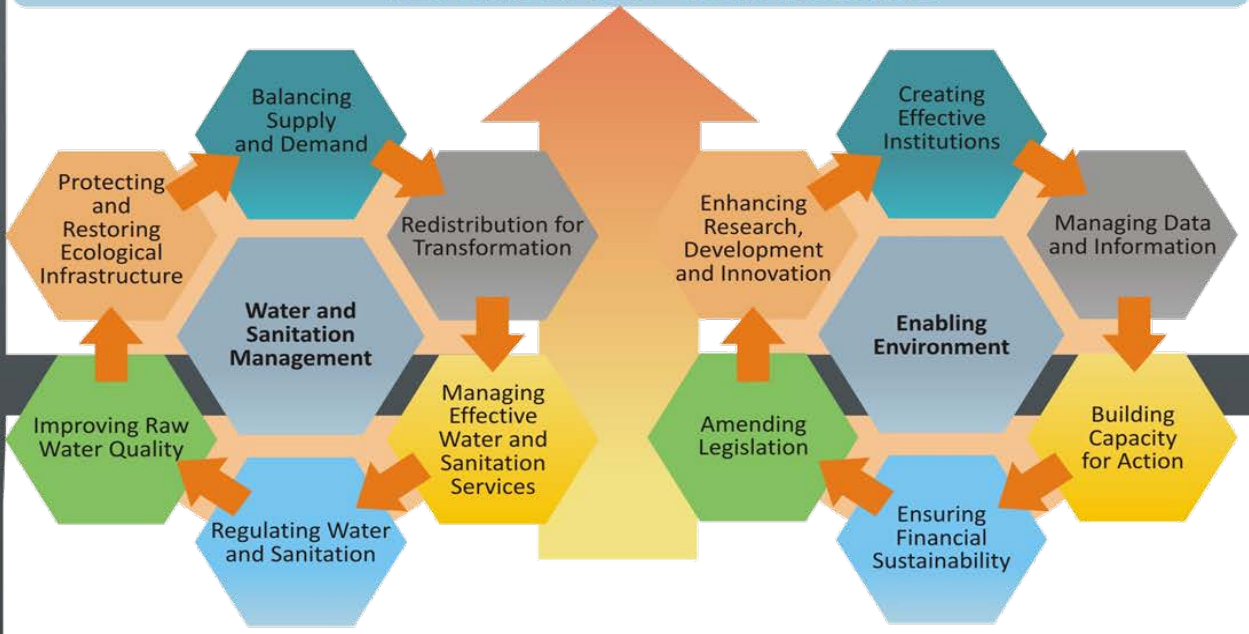 Balancing
Supply
and Demand
Redistribution for
Transformation
Managing
Effective
Water and
Sanitation
Services
Regulating Water
and Sanitation
Improving Raw
Water Quality
Protecting
and
Restoring
Ecological
Infrastructure
Water and
Sanitation
Management
Creating
Effective
Institutions
Managing Data
and Information
Building
Capacity
for Action
Ensuring
Financial
Sustainability
Amending
Legislation
Enhancing
Research,
Development
and Innovation
Enabling
Environment